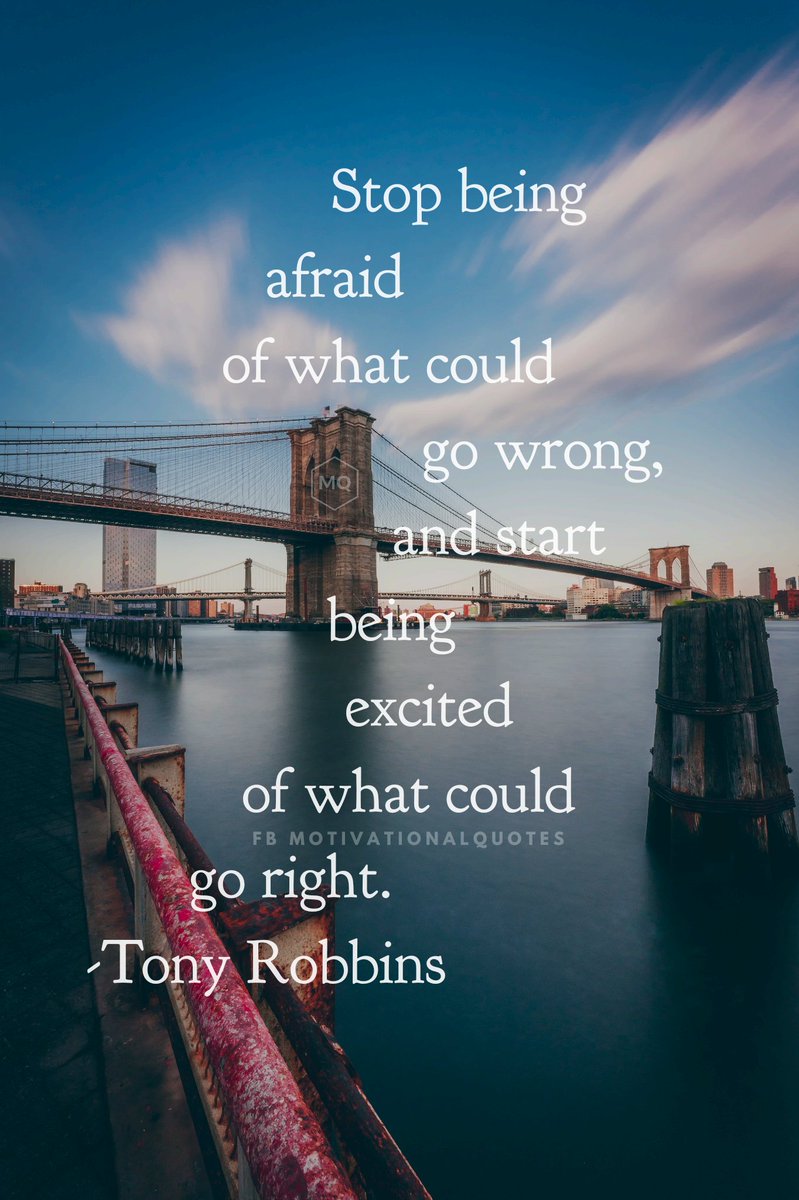 Stop being
afraid
of what could
go wrong,
MQ
and start
being
excited
of what could
FB MOTIVATIONALQUOTES
go right.
-Tony Robbins